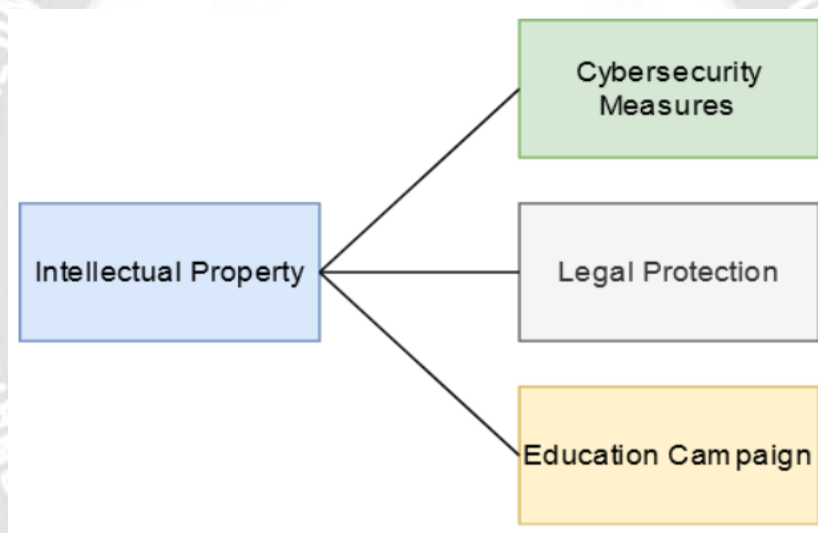 Cybersecurity
Measures
Intellectual Property
Legal Protection
Education Campaign